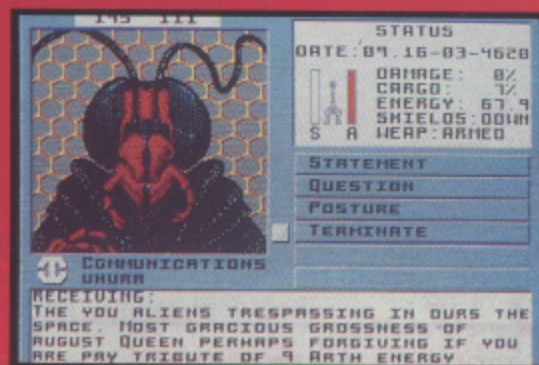 195 111
STATUS
DATE:09.16-03-4620
DAMAGE: 0%
CARGO: 7%
ENERGY: 67.9
SHIELDS:DOWN
S A WEAP:ARMED
STATEMENT
QUESTION
POSTURE
TERMINATE
COMMUNICATIONS
UHURA
RECEIVING:
THE YOU ALIENS TRESPASSING IN OURS THE
SPACE. MOST GRACIOUS GROSSNESS OF
AUGUST QUEEN PERHAPS FORGIVING IF YOU
ARE PAY TRIBUTE OF 9 ARTH ENERGY